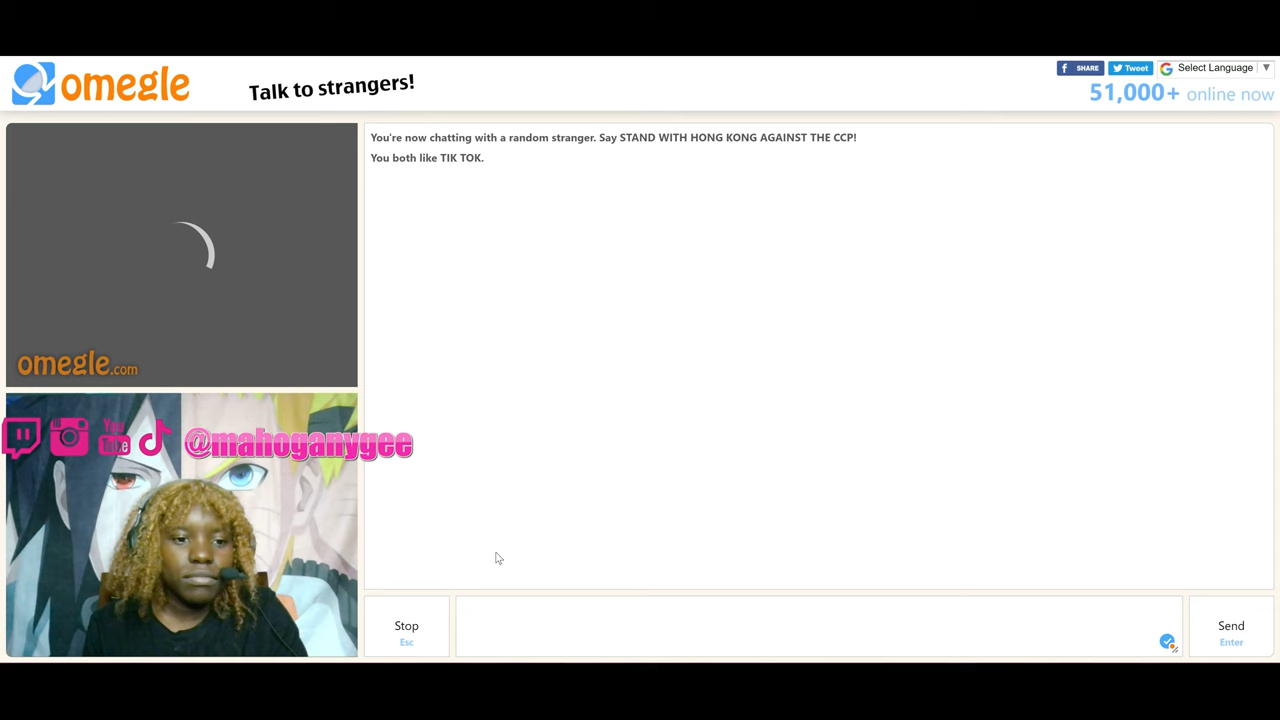 omegle
Talk to strangers!
SHARE
Tweet
Select Language
51,000+ online now
You're now chatting with a random stranger. Say STAND WITH HONG KONG AGAINST THE CCP!
You both like TIK TOK.
omegle.com
You
Tube
@mahoganygee
Stop
Esc
Send
Enter